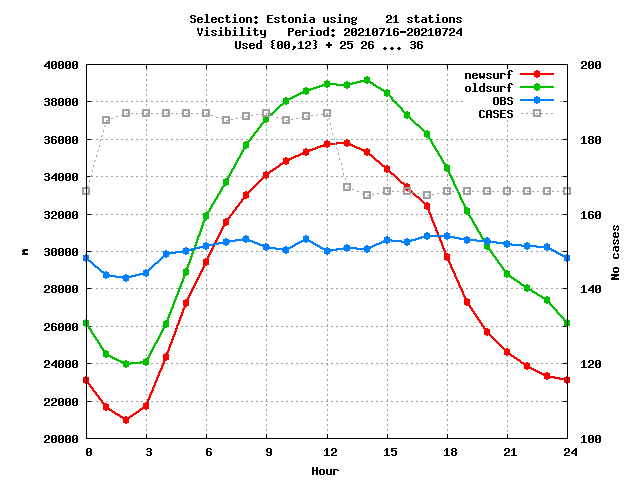 Selection: Estonia using    21 stations
Visibility   Period: 20210716-20210724
Used {00,12} + 25 26 ... 36
newsurf
oldsurf
OBS
CASES
40000
38000
36000
34000
32000
30000
28000
26000
24000
22000
20000
200
180
160
140
120
100
m
No cases
0 3 6 9 12 15 18 21 24
Hour